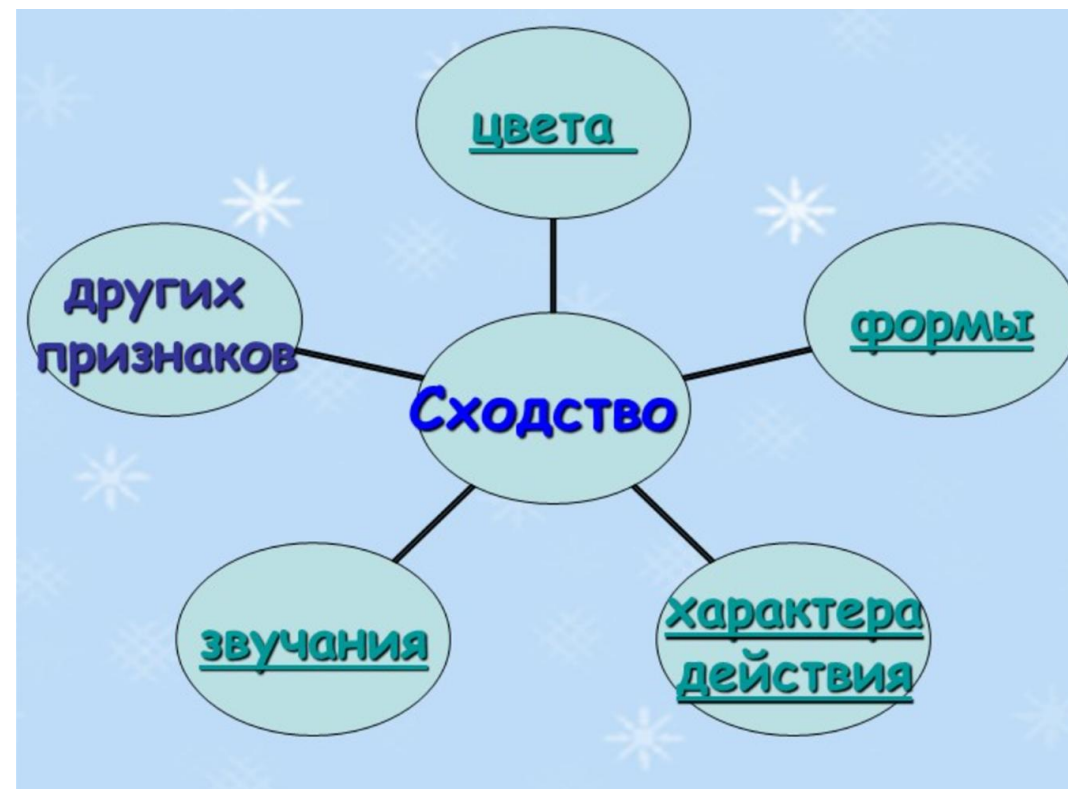 цвета
других
признаков
формы
Сходство
звучания
характера
действия